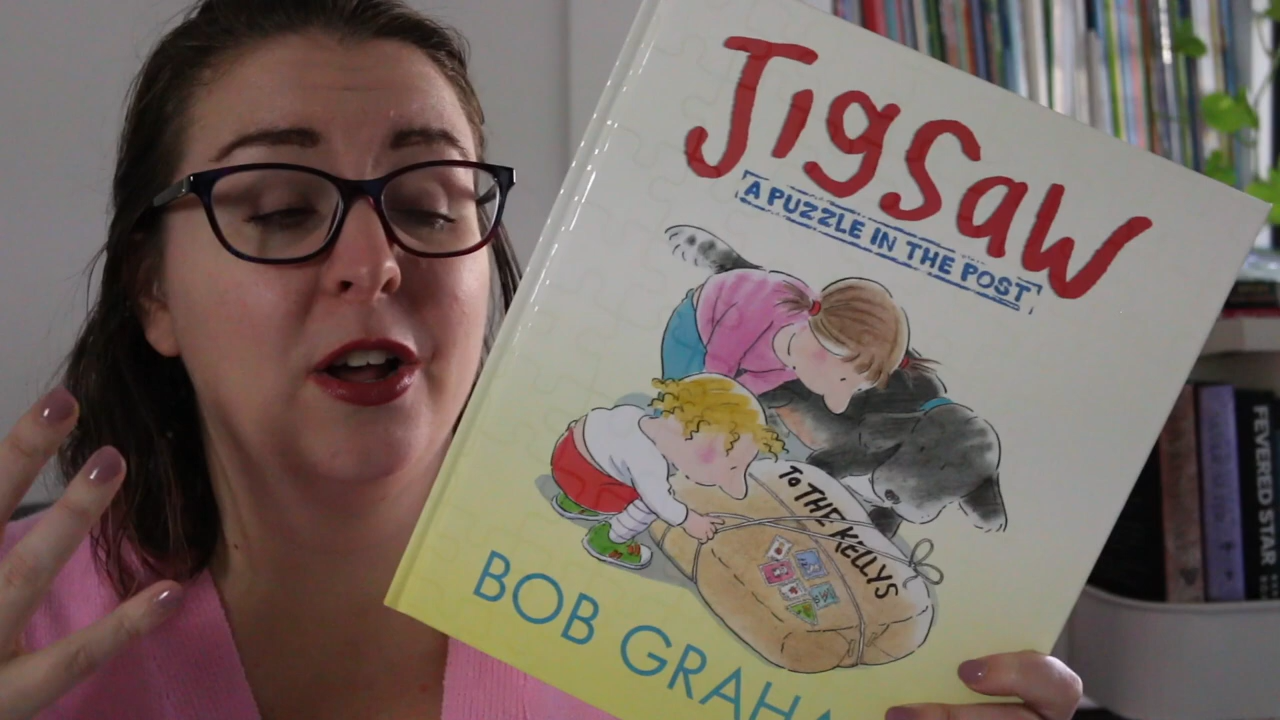 Jigsaw
A PUZZLE IN THE POST
To THE KELLYS
BOB GRAHA
FEVERED STAR